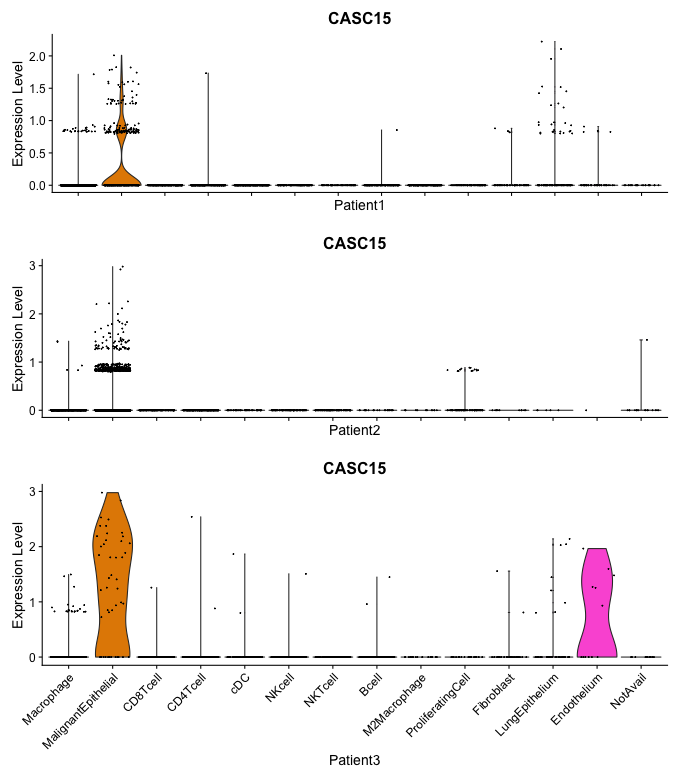 CASC15
Expression Level
2.0
1.5
1.0
0.5
0.0
Patient1
CASC15
Expression Level
3
2
1
0
Patient2
CASC15
Expression Level
3
2
1
0
Macrophage
MalignantEpithelial
CD8Tcell
CD4Tcell
cDC
NKcell
NKTcell
Bcell
M2Macrophage
ProliferatingCell
Fibroblast
LungEpithelium
Endothelium
NotAvail
Patient3